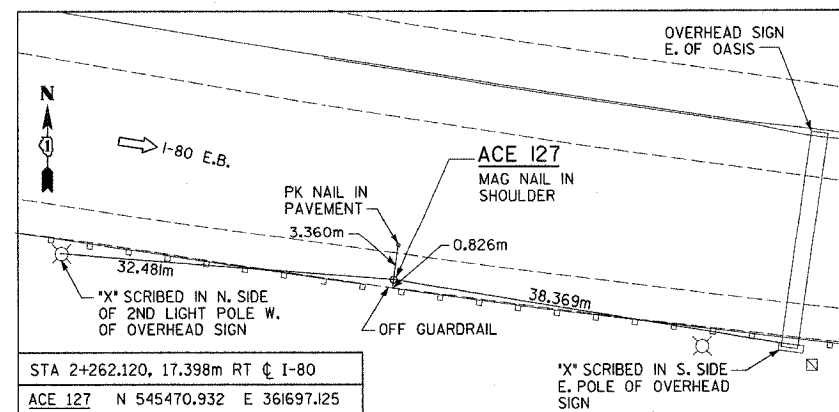 OVERHEAD SIGN
E. OF OASIS
N
1
I-80 E.B.
ACE 127
MAG NAIL IN
SHOULDER
PK NAIL IN
PAVEMENT
3.360m
0.826m
32.481m
38.369m
"X" SCRIBED IN N. SIDE
OF 2ND LIGHT POLE W.
OF OVERHEAD SIGN
OFF GUARDRAIL
"X" SCRIBED IN S. SIDE
E. POLE OF OVERHEAD
SIGN
STA 2+262.120, 17.398m RT ℄ I-80
ACE 127 N 545470.932 E 361697.125